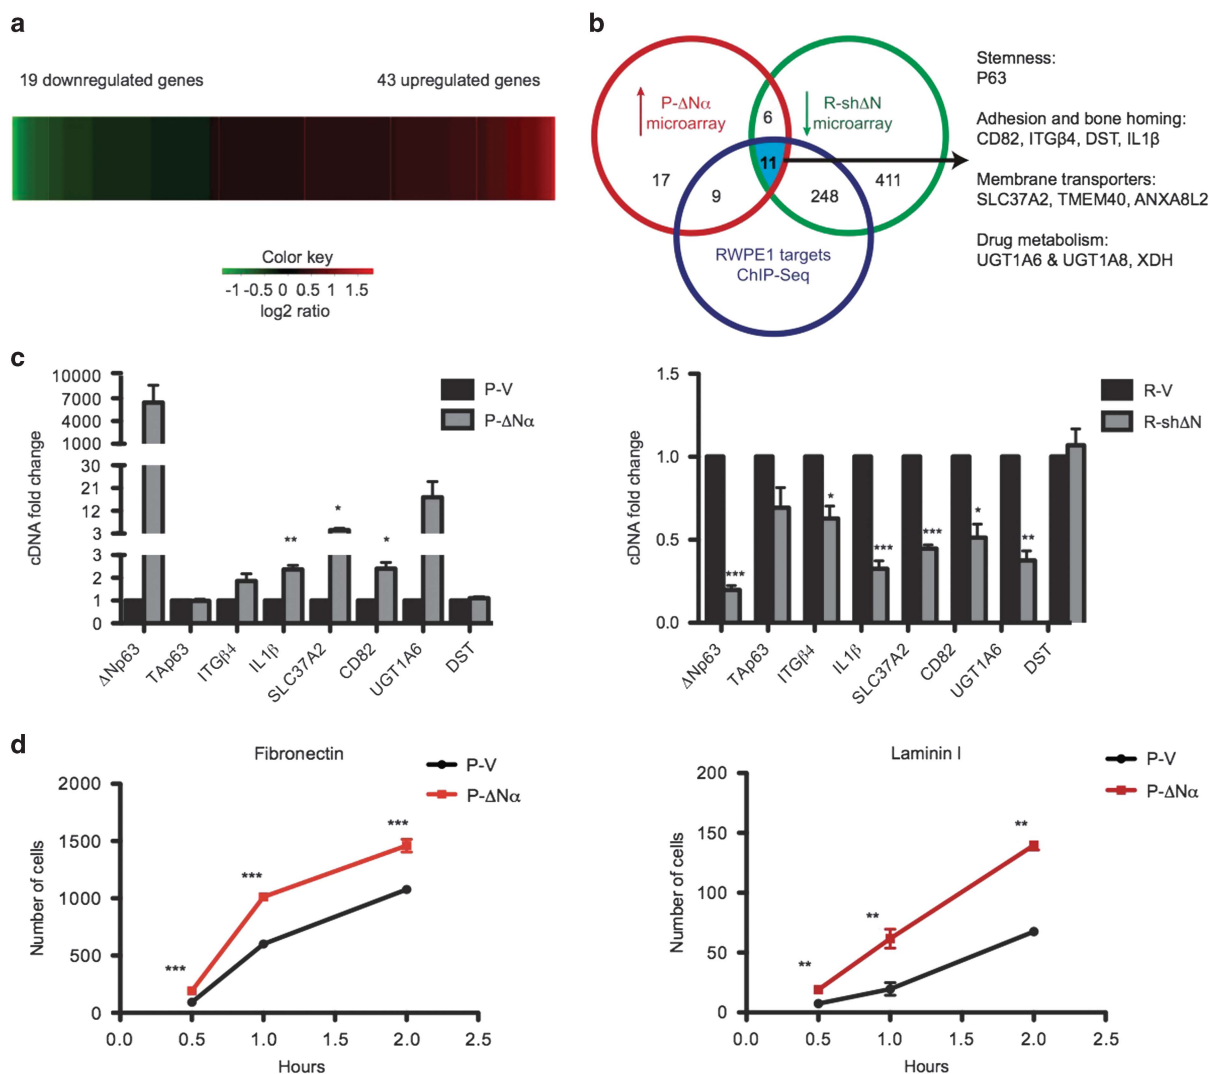 a
19 downregulated genes
43 upregulated genes
Color key
-1 -0.5 0 0.5 1 1.5
log2 ratio
b
P-ΔNα
microarray
6
R-shΔN
microarray
11
17
9
248
411
RWPE1 targets
ChIP-Seq
Stemness:
P63
Adhesion and bone homing:
CD82, ITGβ4, DST, IL1β
Membrane transporters:
SLC37A2, TMEM40, ANXA8L2
Drug metabolism:
UGT1A6 & UGT1A8, XDH
c
cDNA fold change
10000
7000
4000
1000
30
21
12
3
3
2
1
0
**
*
*
P-V
P-ΔNα
ΔNp63
TAp63
ITGβ4
IL1β
SLC37A2
CD82
UGT1A6
DST
cDNA fold change
1.5
1.0
0.5
0.0
***
*
***
***
*
**
R-V
R-shΔN
ΔNp63
TAp63
ITGβ4
IL1β
SLC37A2
CD82
UGT1A6
DST
d
Fibronectin
P-V
P-ΔNα
Number of cells
2000
1500
1000
500
0
***
***
***
0.0 0.5 1.0 1.5 2.0 2.5
Hours
Laminin I
P-V
P-ΔNα
Number of cells
200
150
100
50
0
**
**
**
0.0 0.5 1.0 1.5 2.0 2.5
Hours